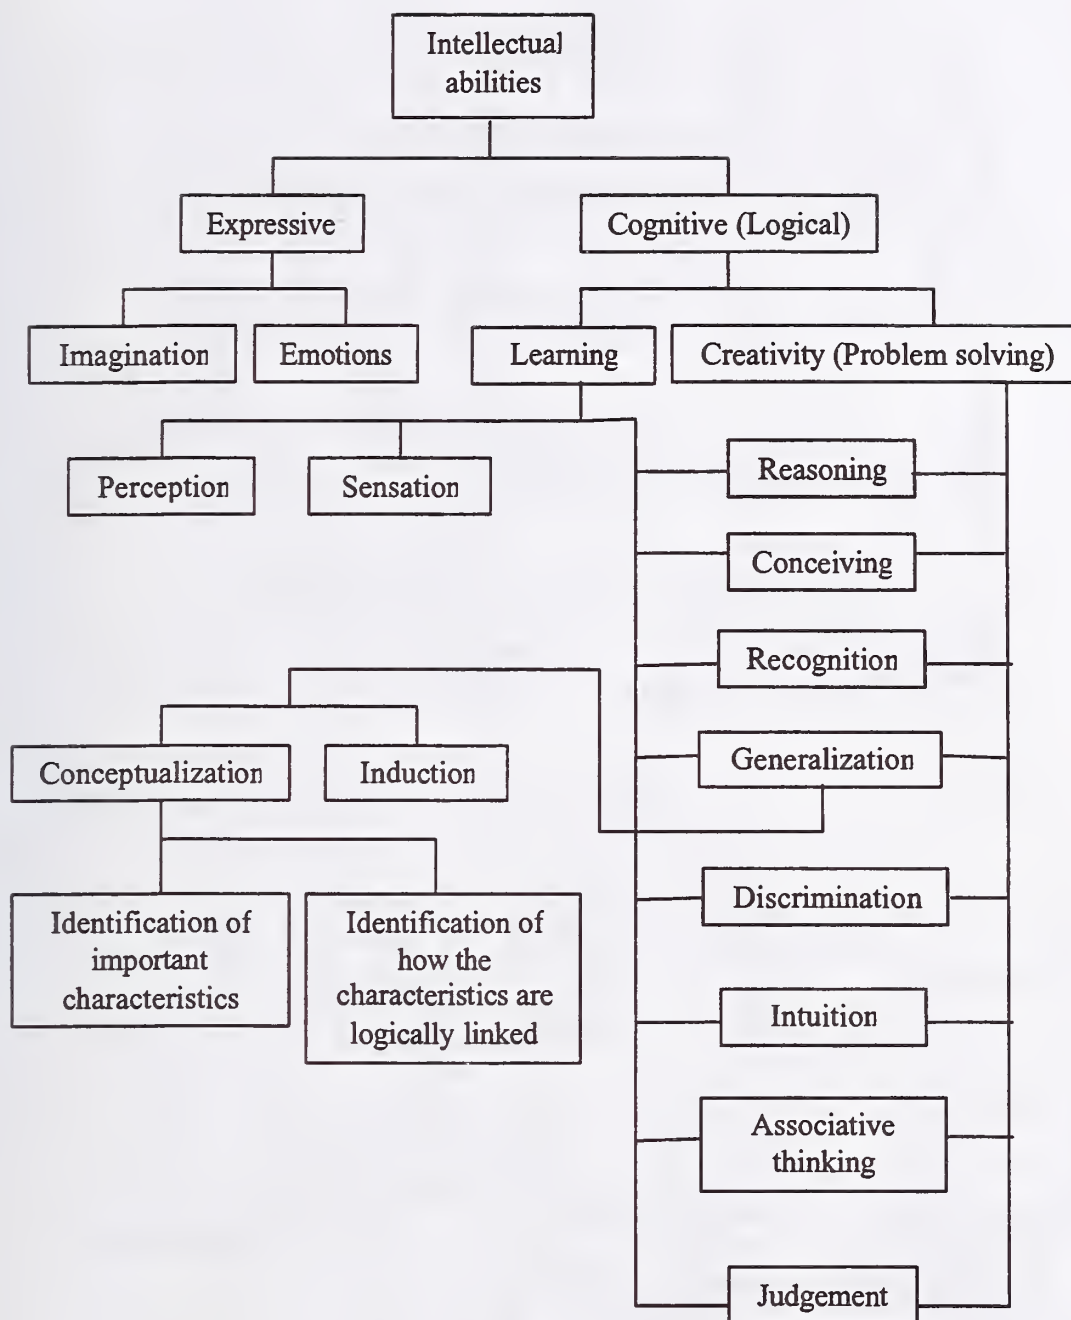 Intellectual
abilities
Expressive
Cognitive (Logical)
Imagination
Emotions
Learning
Creativity (Problem solving)
Perception
Sensation
Reasoning
Conceiving
Recognition
Generalization
Conceptualization
Induction
Discrimination
Identification of
important
characteristics
Identification of
how the
characteristics are
logically linked
Intuition
Associative
thinking
Judgement